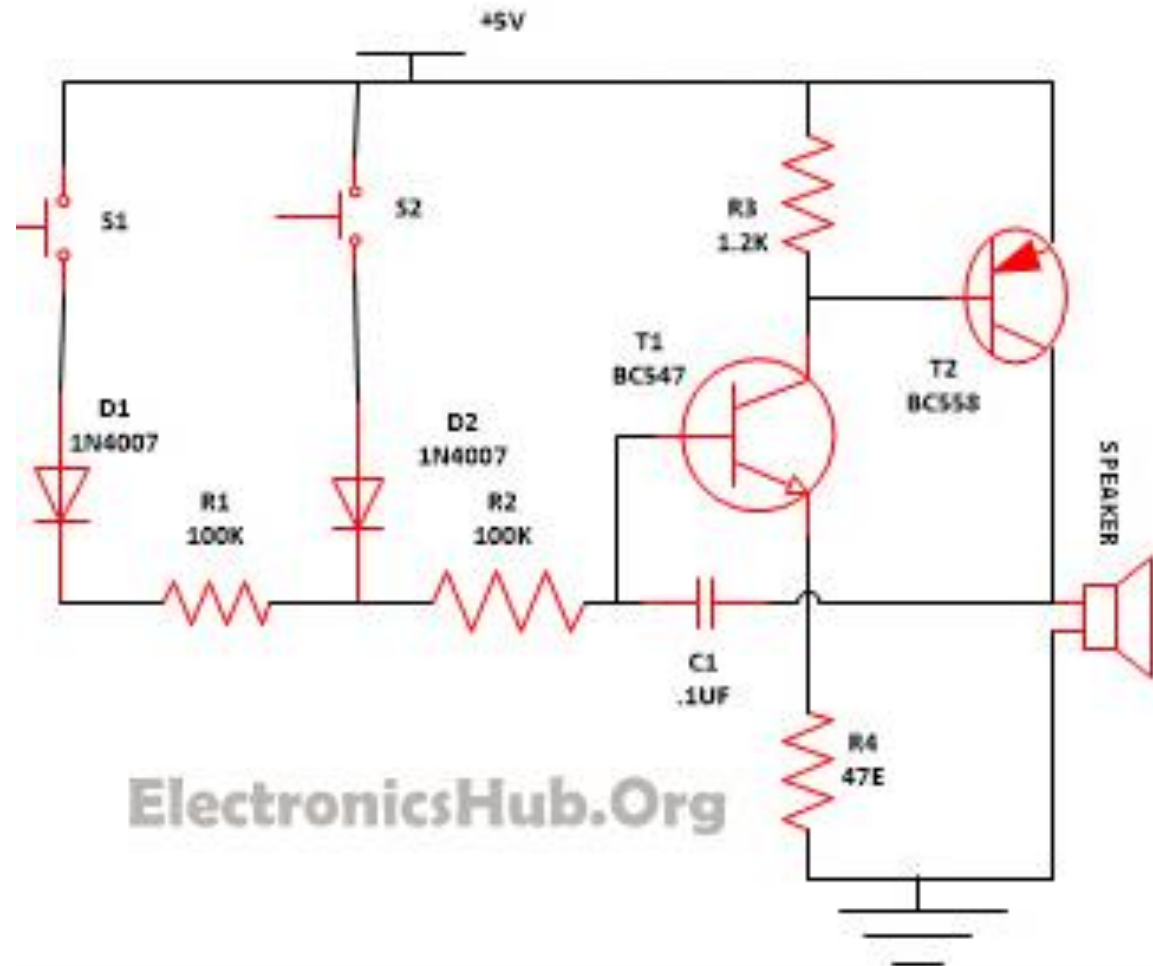 +5V
S1
S2
R3
1.2K
T1
BC547
T2
BC558
D1
1N4007
D2
1N4007
R1
100K
R2
100K
SPEAKER
C1
.1UF
R4
47E
ElectronicsHub.Org